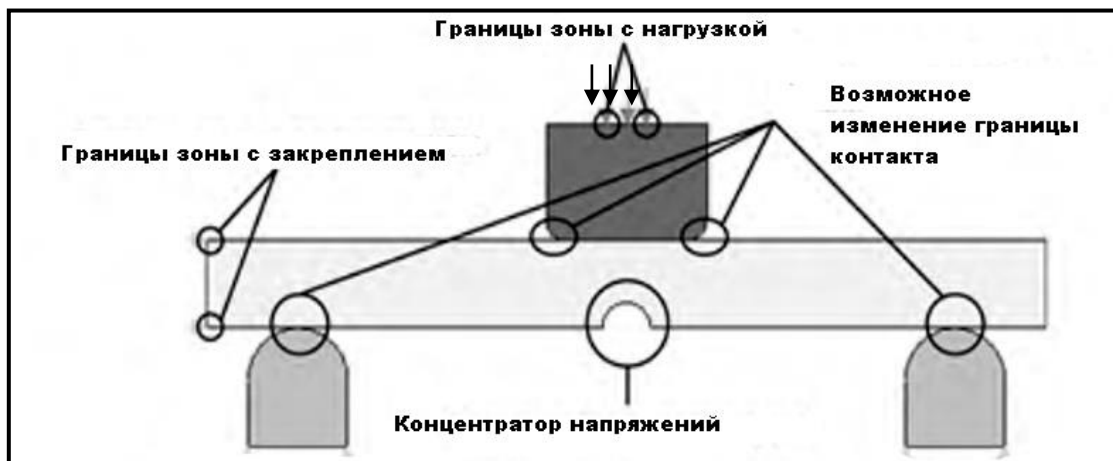 Границы зоны с нагрузкой
Возможное
изменение границы
контакта
Границы зоны с закреплением
Концентратор напряжений